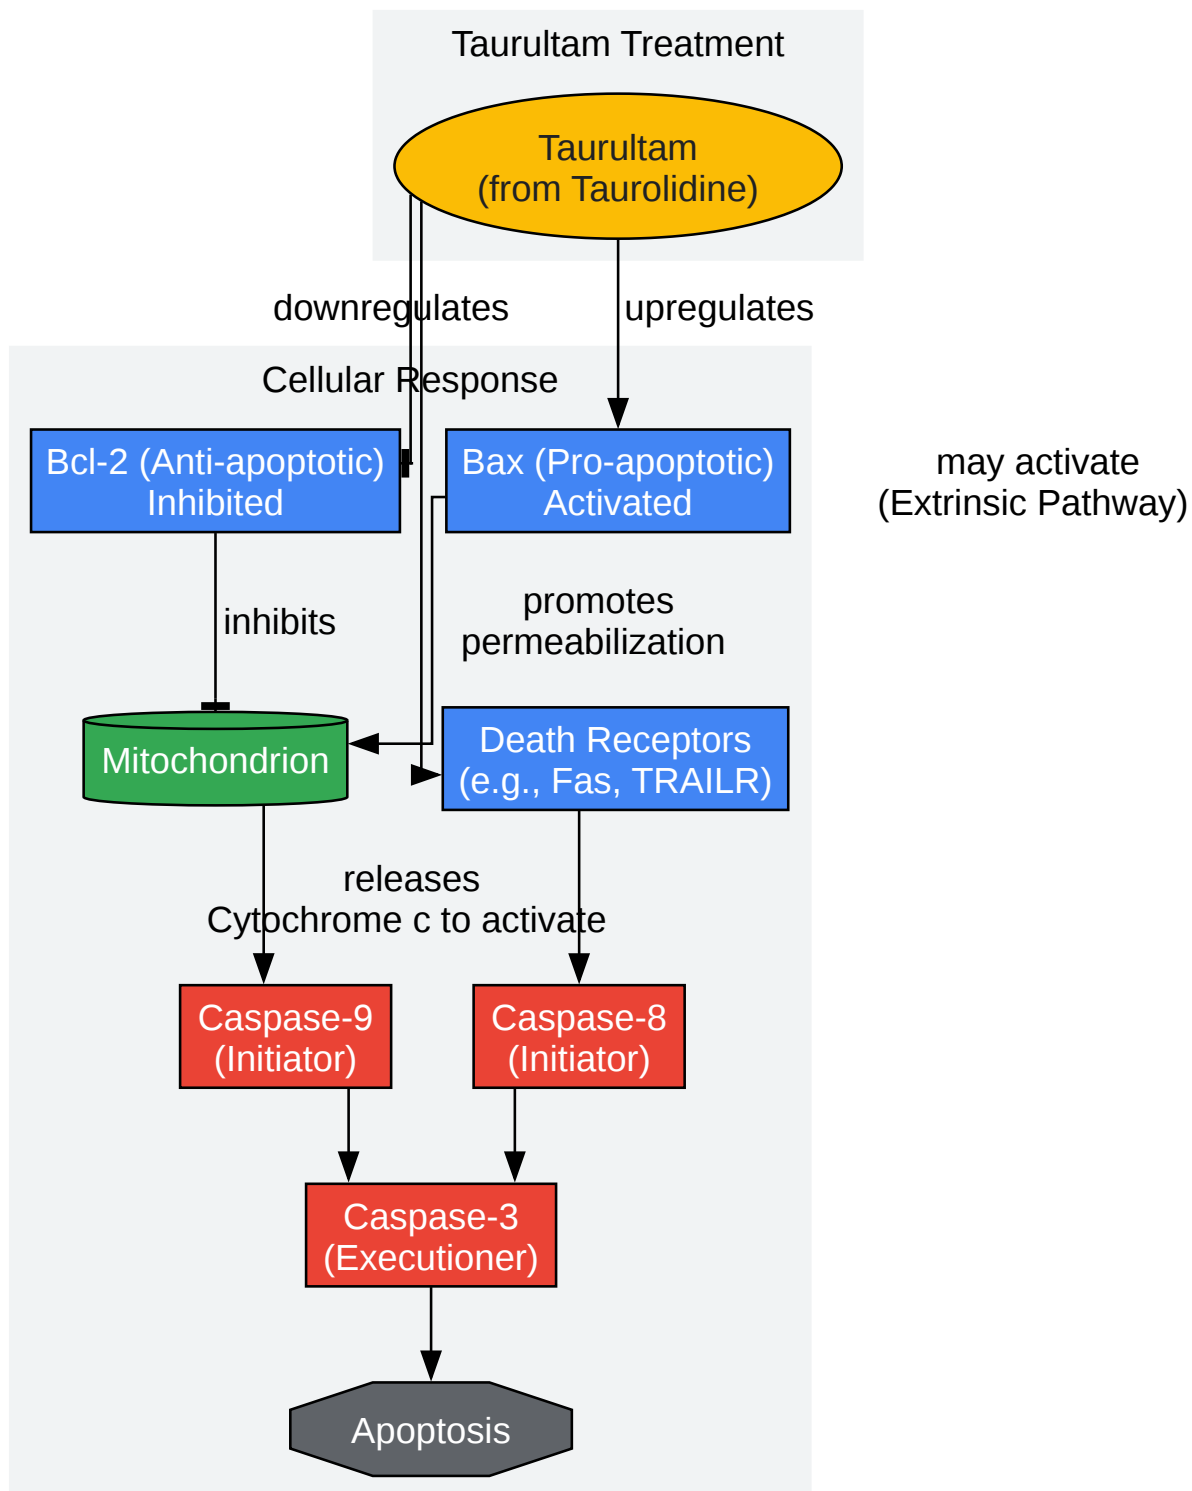 Taurultam Treatment
Taurultam
(from Taurolidine)
downregulates
upregulates
Cellular Response
Bcl-2 (Anti-apoptotic)
Inhibited
Bax (Pro-apoptotic)
Activated
may activate
(Extrinsic Pathway)
inhibits
promotes
permeabilization
Mitochondrion
Death Receptors
(e.g., Fas, TRAILR)
releases
Cytochrome c to activate
Caspase-9
(Initiator)
Caspase-8
(Initiator)
Caspase-3
(Executioner)
Apoptosis